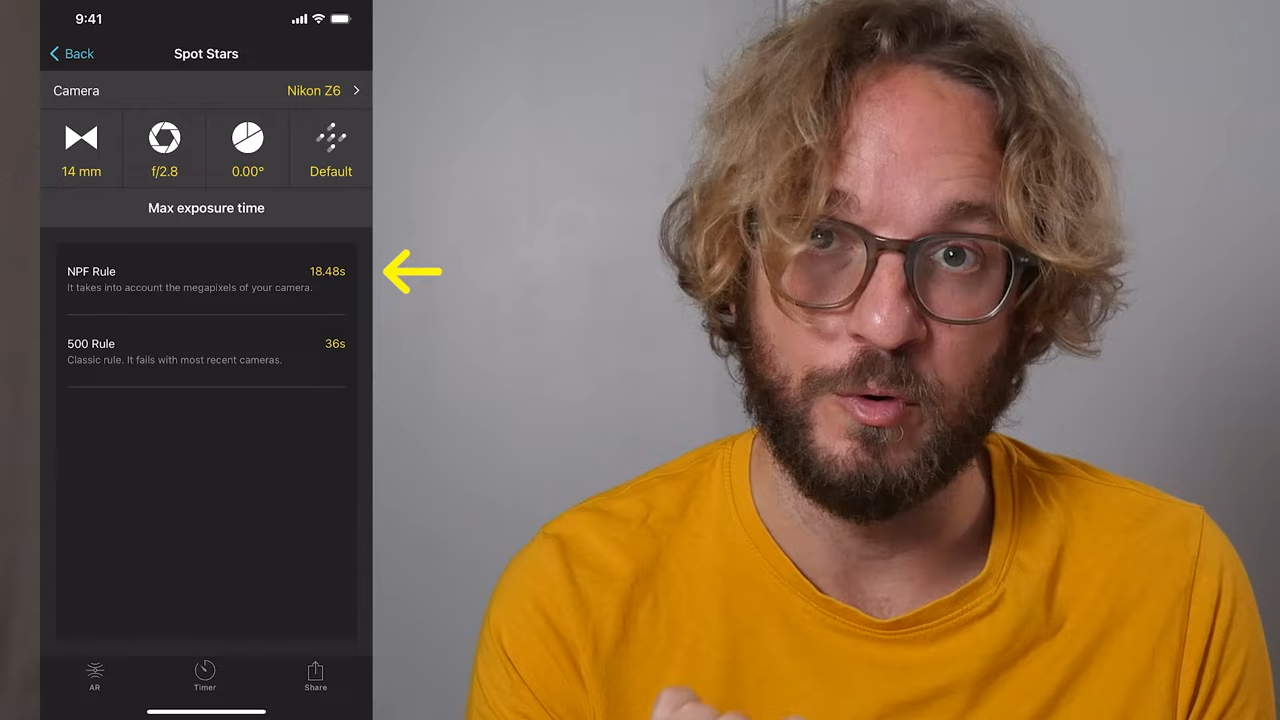 9:41
Back
Spot Stars
Camera
Nikon Z6
14 mm
f/2.8
0.00°
Default
Max exposure time
NPF Rule
18.48s
It takes into account the megapixels of your camera.
500 Rule
36s
Classic rule. It fails with most recent cameras.
AR
Timer
Share